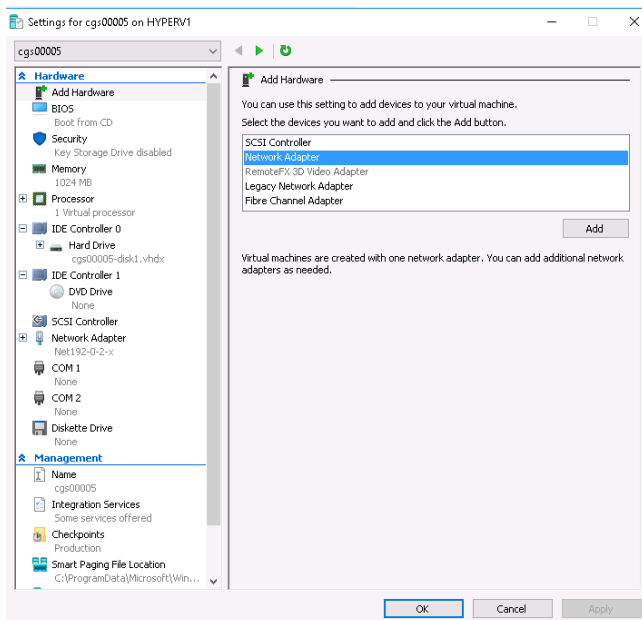 Settings for cgs00005 on HYPERV1
cgs00005
Hardware
Add Hardware
BIOS
Boot from CD
Security
Key Storage Drive disabled
Memory
1024 MB
Processor
1 Virtual processor
IDE Controller 0
Hard Drive
cgs00005-disk1.vhdx
IDE Controller 1
DVD Drive
None
SCSI Controller
Network Adapter
Net192-0-2-x
COM 1
None
COM 2
None
Diskette Drive
None
Management
Name
cgs00005
Integration Services
Some services offered
Checkpoints
Production
Smart Paging File Location
C:\ProgramData\Microsoft\Win...
Add Hardware
You can use this setting to add devices to your virtual machine.
Select the devices you want to add and click the Add button.
SCSI Controller
Network Adapter
RemoteFX 3D Video Adapter
Legacy Network Adapter
Fibre Channel Adapter
Add
Virtual machines are created with one network adapter. You can add additional network
adapters as needed.
OK
Cancel
Apply